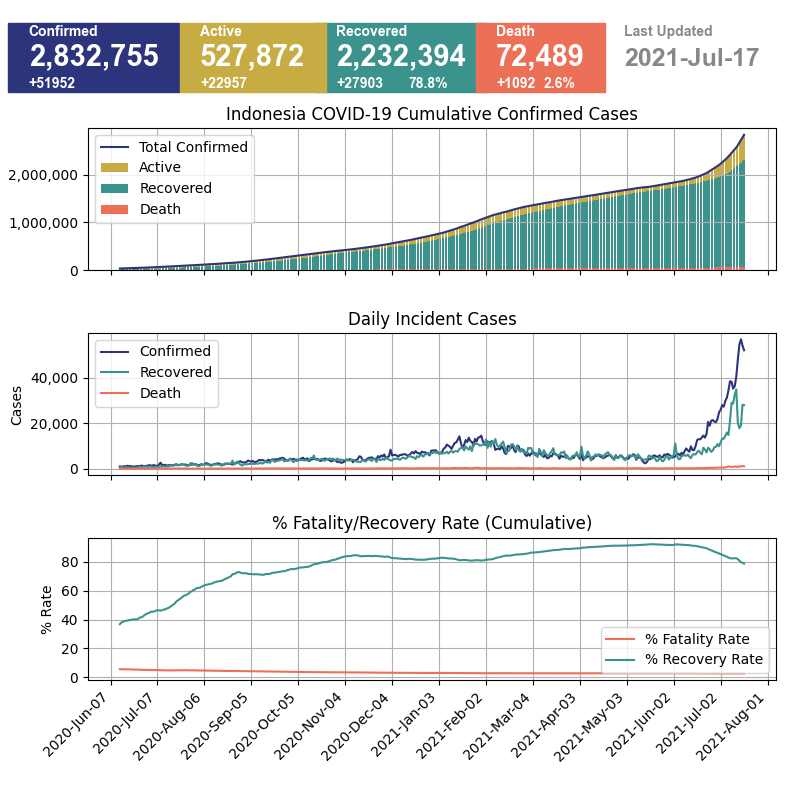 Confirmed Active Recovered Death Last Updated
2,832,755 527,872 2,232,394 72,489 2021-Jul-17
+51952 +22957 +27903 78.8% +1092 2.6%
Indonesia COVID-19 Cumulative Confirmed Cases
Total Confirmed
Active
Recovered
Death
2,000,000
1,000,000
0
Daily Incident Cases
Confirmed
Recovered
Death
Cases
40,000
20,000
0
% Fatality/Recovery Rate (Cumulative)
% Rate
80
60
40
20
0
% Fatality Rate
% Recovery Rate
2020-Jun-07 2020-Jul-07 2020-Aug-06 2020-Sep-05 2020-Oct-05 2020-Nov-04 2020-Dec-04 2021-Jan-03 2021-Feb-02 2021-Mar-04 2021-Apr-03 2021-May-03 2021-Jun-02 2021-Jul-02 2021-Aug-01